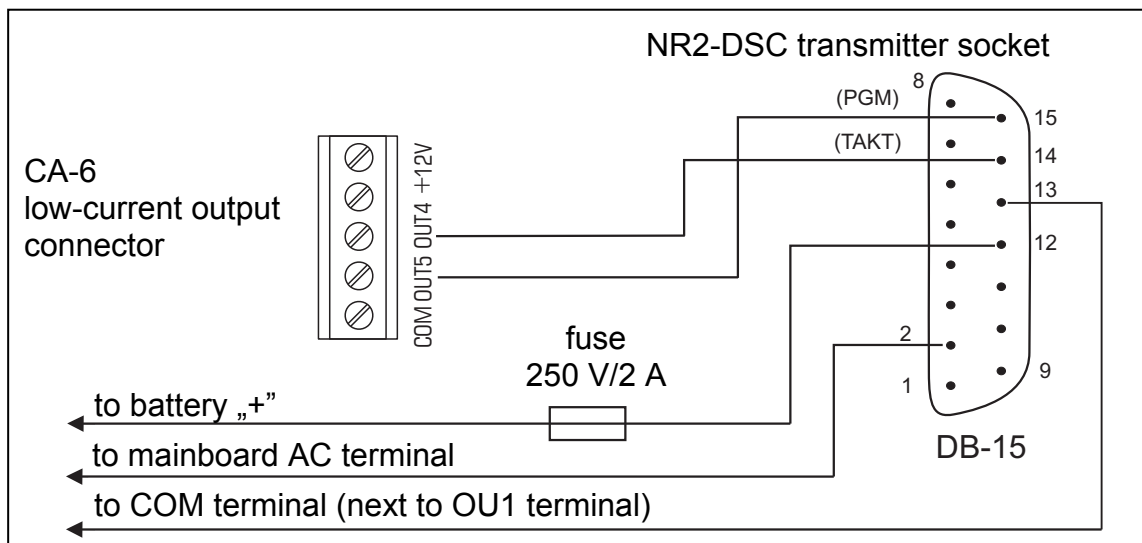 NR2-DSC transmitter socket
8
(PGM)
15
(TAKT)
14
CA-6
low-current output
connector
COM OUT5 OUT4 +12V
13
12
fuse
250 V/2 A
2
1
9
to battery „+”
DB-15
to mainboard AC terminal
to COM terminal (next to OU1 terminal)